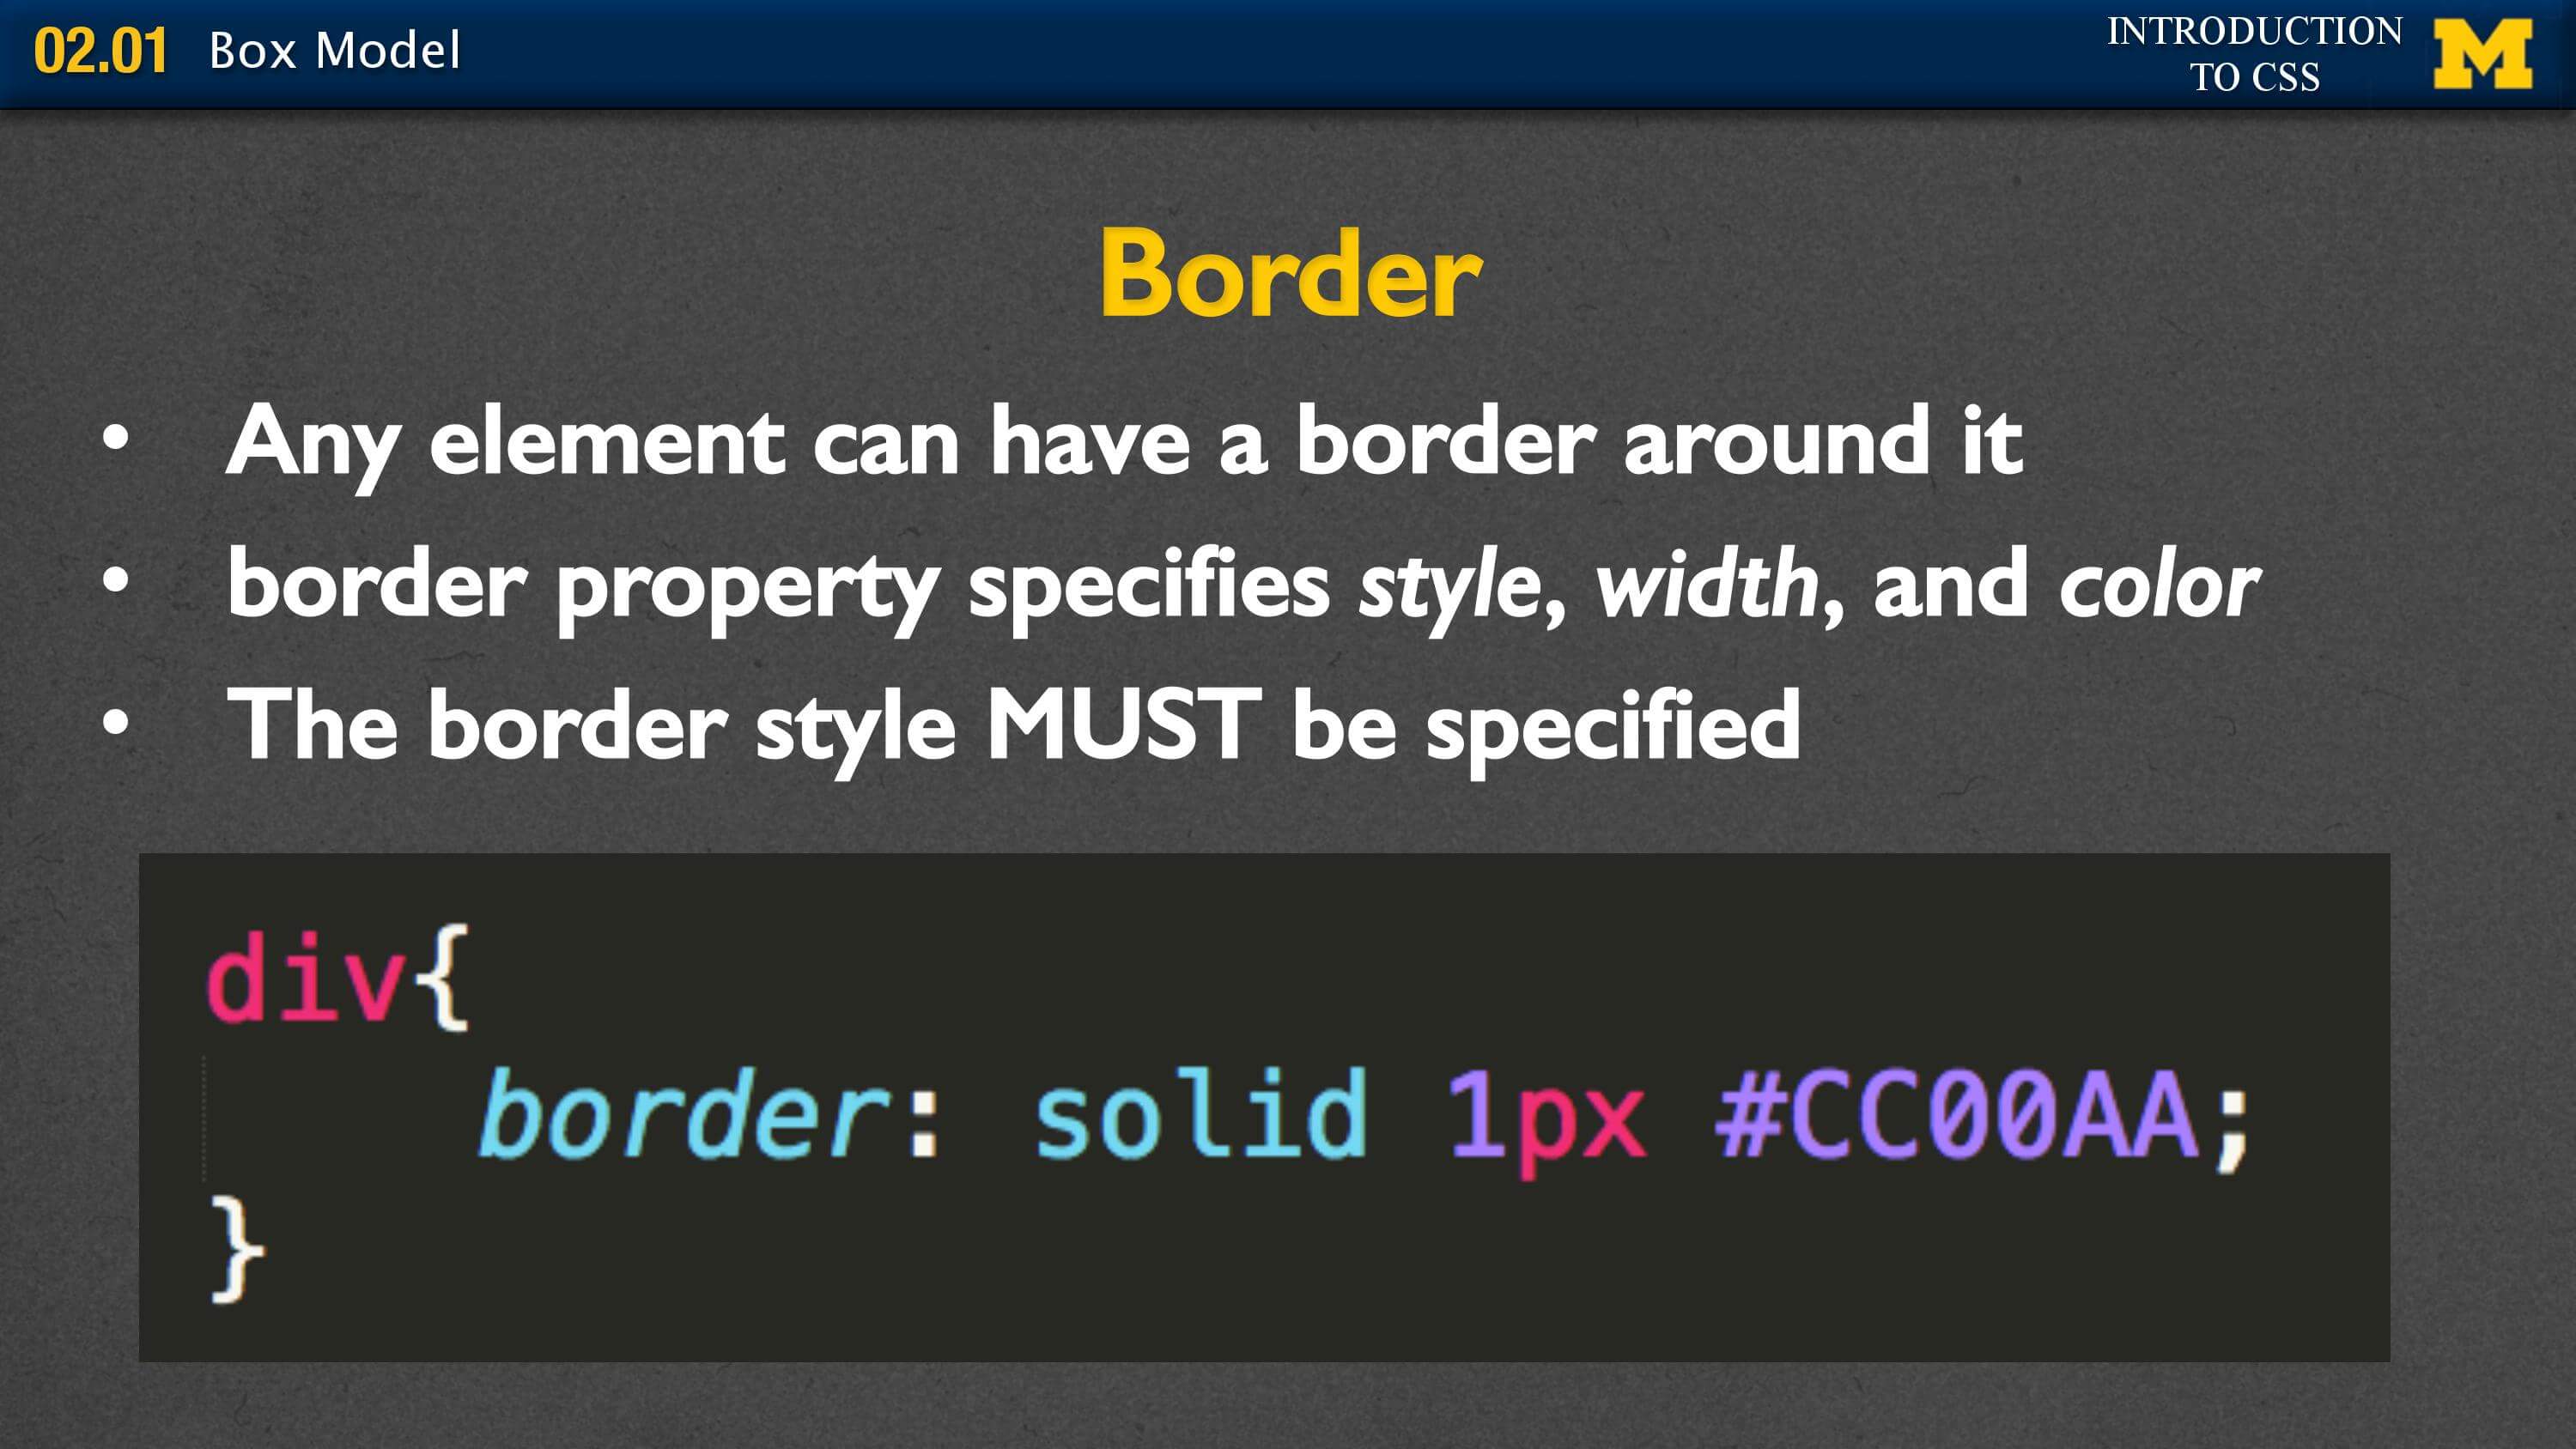 02.01 Box Model
INTRODUCTION
TO CSS
M
Border
• Any element can have a border around it
• border property specifies style, width, and color
• The border style MUST be specified
div{
    border: solid 1px #CC00AA;
}